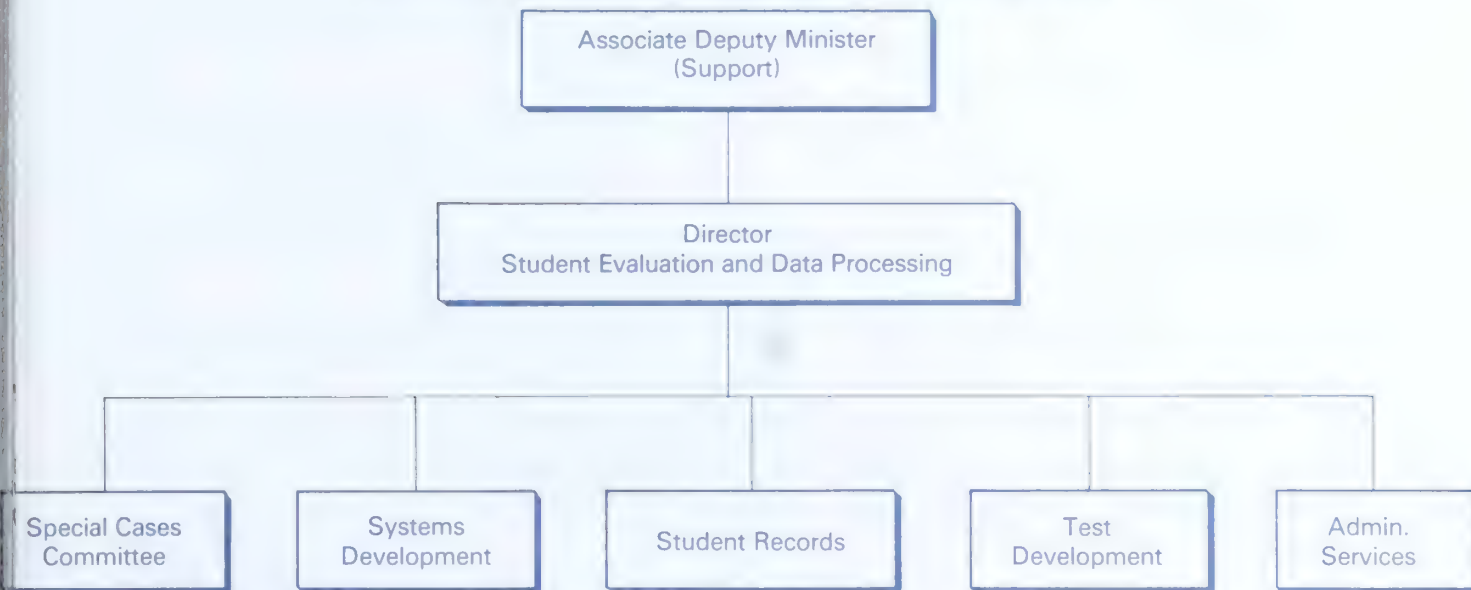 Associate Deputy Minister
(Support)
Director
Student Evaluation and Data Processing
Special Cases
Committee
Systems
Development
Student Records
Test
Development
Admin.
Services